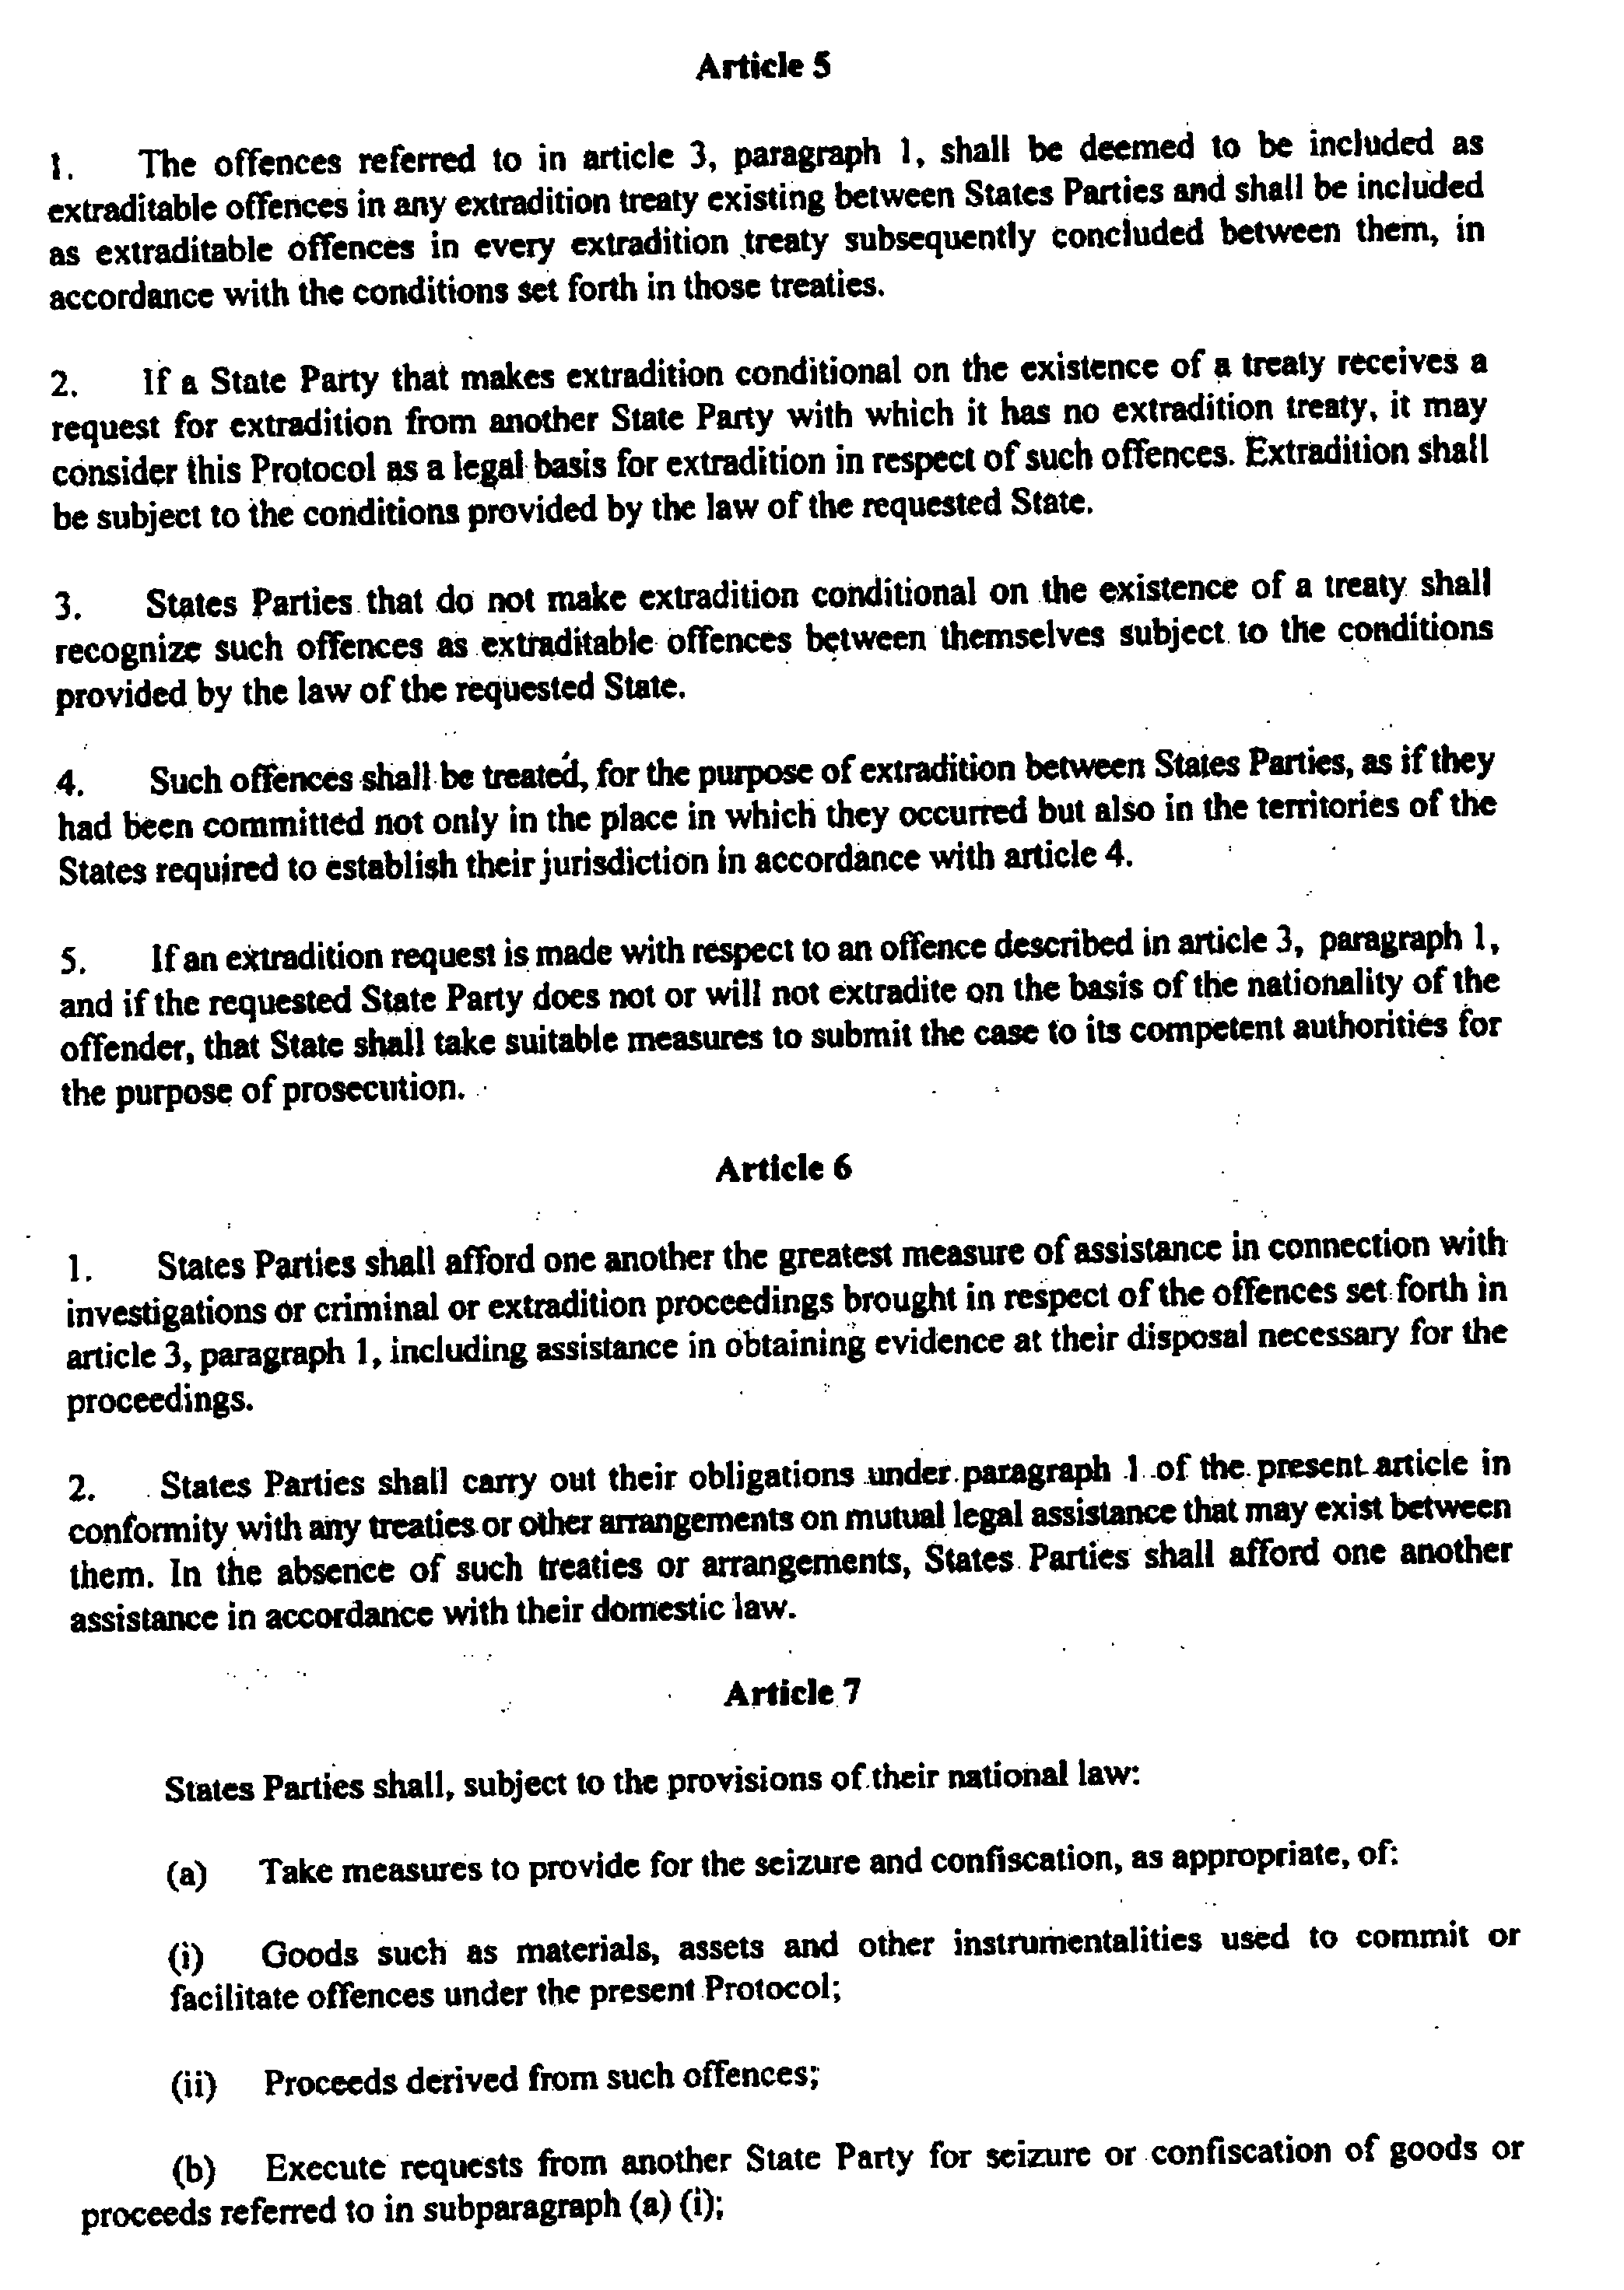 Article 5
1. The offences referred to in article 3, paragraph 1, shall be deemed to be included as
extraditable offences in any extradition treaty existing between States Parties and shall be included
as extraditable offences in every extradition treaty subsequently concluded between them, in
accordance with the conditions set forth in those treaties.
2. If a State Party that makes extradition conditional on the existence of a treaty receives a
request for extradition from another State Party with which it has no extradition treaty, it may
consider this Protocol as a legal basis for extradition in respect of such offences. Extradition shall
be subject to the conditions provided by the law of the requested State.
3. States Parties that do not make extradition conditional on the existence of a treaty shall
recognize such offences as extraditable offences between themselves subject to the conditions
provided by the law of the requested State.
4. Such offences shall be treated, for the purpose of extradition between States Parties, as if they
had been committed not only in the place in which they occurred but also in the territories of the
States required to establish their jurisdiction in accordance with article 4.
5. If an extradition request is made with respect to an offence described in article 3, paragraph 1,
and if the requested State Party does not or will not extradite on the basis of the nationality of the
offender, that State shall take suitable measures to submit the case to its competent authorities for
the purpose of prosecution.
Article 6
1. States Parties shall afford one another the greatest measure of assistance in connection with
investigations or criminal or extradition proceedings brought in respect of the offences set forth in
article 3, paragraph 1, including assistance in obtaining evidence at their disposal necessary for the
proceedings.
2. States Parties shall carry out their obligations under paragraph 1 of the present article in
conformity with any treaties or other arrangements on mutual legal assistance that may exist between
them. In the absence of such treaties or arrangements, States Parties shall afford one another
assistance in accordance with their domestic law.
Article 7
States Parties shall, subject to the provisions of their national law:
(a) Take measures to provide for the seizure and confiscation, as appropriate, of:
(i) Goods such as materials, assets and other instrumentalities used to commit or
facilitate offences under the present Protocol;
(ii) Proceeds derived from such offences;
(b) Execute requests from another State Party for seizure or confiscation of goods or
proceeds referred to in subparagraph (a) (i);